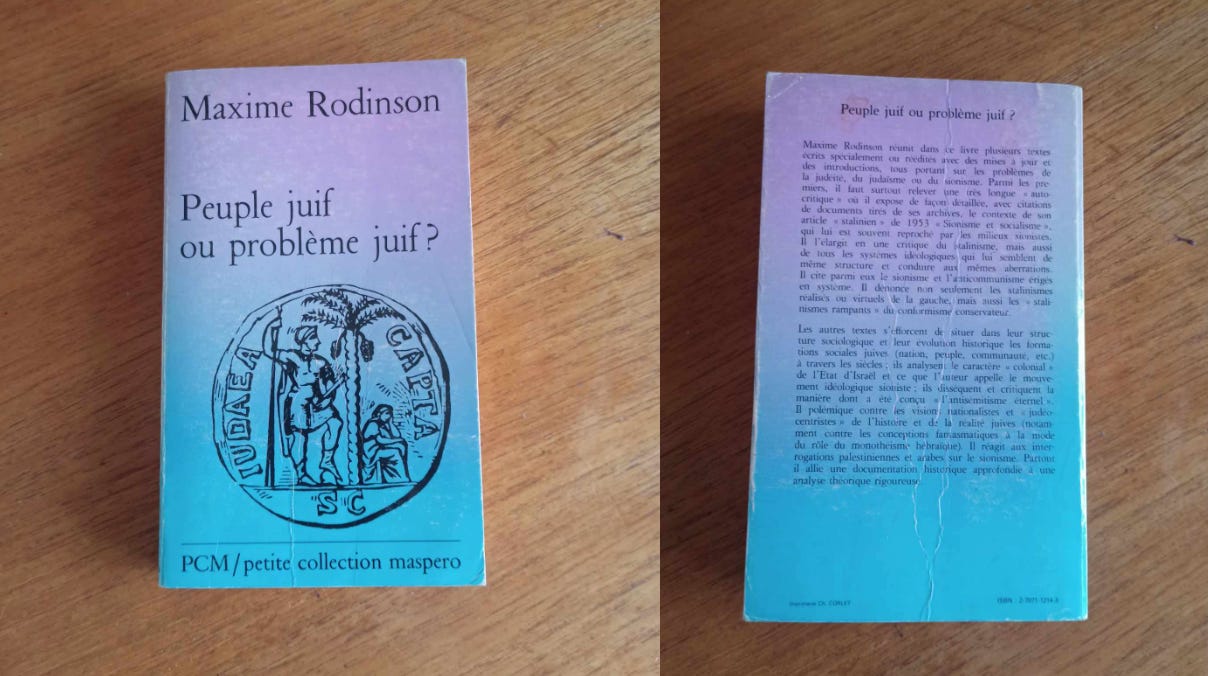 Maxime Rodinson
Peuple juif
ou problème juif ?
IUDAEA CAPTA
SC
PCM/petite collection maspero
Peuple juif ou problème juif ?
Maxime Rodinson réunit dans ce livre plusieurs textes
écrits spécialement ou réédités avec des mises à jour et
des introductions, tous portant sur les problèmes de
la judéité, du judaïsme ou du sionisme. Parmi les pre-
miers, il faut surtout relever une très longue « auto-
critique » où il expose de façon détaillée, avec citations
de documents tirés de ses archives, le contexte de son
article « stalinien » de 1953 « Sionisme et socialisme »,
qui lui est souvent reproché par les milieux sionistes.
Il l'élargit en une critique du stalinisme, mais aussi
de tous les systèmes idéologiques qui lui semblent de
même structure et conduire aux mêmes aberrations.
Il cite parmi eux le sionisme et l'anticommunisme érigés
en système. Il dénonce non seulement les stalinismes
réalisés ou virtuels de la gauche, mais aussi les « stali-
nismes rampants » du conformisme conservateur.
Les autres textes s'efforcent de situer dans leur struc-
ture sociologique et leur évolution historique les forma-
tions sociales juives (nation, peuple, communauté, etc.)
à travers les siècles ; ils analysent le caractère « colonial »
de l'Etat d'Israël et ce que l'auteur appelle le mouve-
ment idéologique sioniste ; ils dissèquent et critiquent la
manière dont a été conçu « l'antisémitisme éternel ».
Il polémique contre les visions nationalistes et « judéo-
centristes » de l'histoire et de la réalité juives (notam-
ment contre les conceptions fantasmatiques à la mode
du rôle du monothéisme hébraïque). Il réagit aux inter-
rogations palestiniennes et arabes sur le sionisme. Partout
il allie une documentation historique approfondie à une
analyse théorique rigoureuse.
Imprimerie Ch. CORLET
ISBN : 2-7071-1214-3